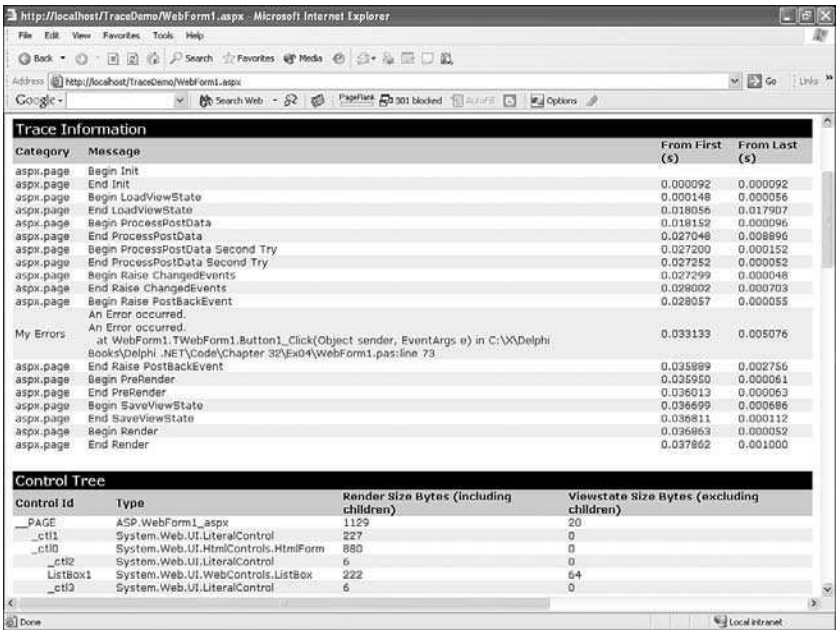 http://localhost/TraceDemo/WebForm1.aspx - Microsoft Internet Explorer
File Edit View Favorites Tools Help
Back Search Favorites Media
Address http://localhost/TraceDemo/WebForm1.aspx Go Links »
Google - Search Web PageRank 301 blocked AutoFill Options
Trace Information
Category Message From First (s) From Last (s)
aspx.page Begin Init
aspx.page End Init 0.000092 0.000092
aspx.page Begin LoadViewState 0.000148 0.000056
aspx.page End LoadViewState 0.018056 0.017907
aspx.page Begin ProcessPostData 0.018152 0.000096
aspx.page End ProcessPostData 0.027048 0.008896
aspx.page Begin ProcessPostData Second Try 0.027200 0.000152
aspx.page End ProcessPostData Second Try 0.027252 0.000052
aspx.page Begin Raise ChangedEvents 0.027299 0.000048
aspx.page End Raise ChangedEvents 0.028002 0.000703
aspx.page Begin Raise PostBackEvent 0.028057 0.000055
An Error occurred.
An Error occurred.
My Errors at WebForm1.TWebForm1.Button1_Click(Object sender, EventArgs e) in C:\X\Delphi 0.033133 0.005076
Books\Delphi .NET\Code\Chapter 32\Ex04\WebForm1.pas:line 73
aspx.page End Raise PostBackEvent 0.035889 0.002756
aspx.page Begin PreRender 0.035950 0.000061
aspx.page End PreRender 0.036013 0.000063
aspx.page Begin SaveViewState 0.036699 0.000686
aspx.page End SaveViewState 0.036811 0.000112
aspx.page Begin Render 0.036863 0.000052
aspx.page End Render 0.037862 0.001000
Control Tree
Control Id Type Render Size Bytes (including children) Viewstate Size Bytes (excluding children)
__PAGE ASP.WebForm1_aspx 1129 20
_ctl1 System.Web.UI.LiteralControl 227 0
_ctl0 System.Web.UI.HtmlControls.HtmlForm 880 0
_ctl2 System.Web.UI.LiteralControl 6 0
ListBox1 System.Web.UI.WebControls.ListBox 222 64
_ctl3 System.Web.UI.LiteralControl 6 0
Done Local intranet